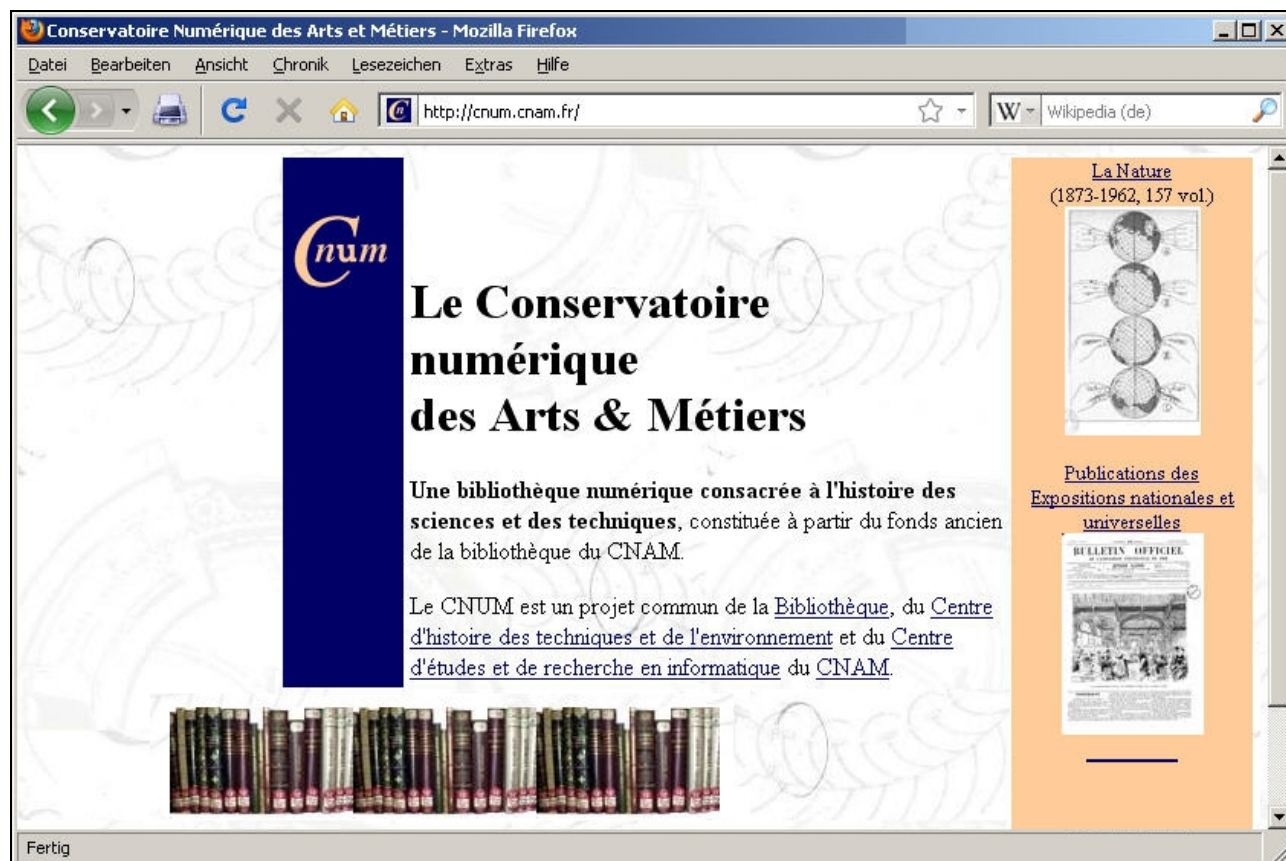 Conservatoire Numérique des Arts et Métiers - Mozilla Firefox
Datei Bearbeiten Ansicht Chronik Lesezeichen Extras Hilfe
http://cnum.cnam.fr/
W Wikipedia (de)
Cnum
Le Conservatoire
numérique
des Arts & Métiers
Une bibliothèque numérique consacrée à l'histoire des
sciences et des techniques, constituée à partir du fonds ancien
de la bibliothèque du CNAM.
Le CNUM est un projet commun de la Bibliothèque, du Centre
d'histoire des techniques et de l'environnement et du Centre
d'études et de recherche en informatique du CNAM.
La Nature
(1873-1962, 157 vol.)
Publications des
Expositions nationales et
universelles
BULLETIN OFFICIEL
Fertig